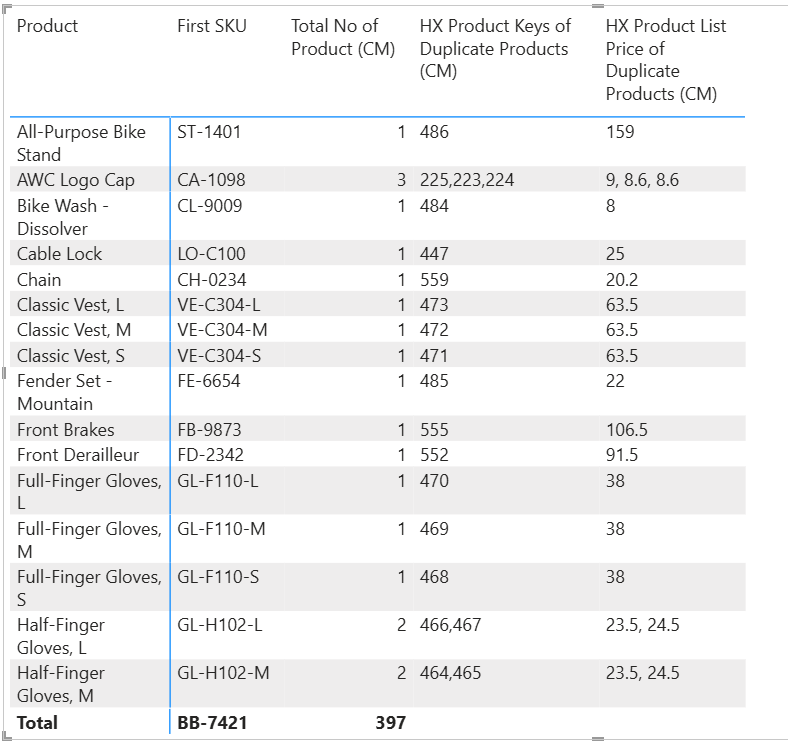 Product First SKU Total No of Product (CM) HX Product Keys of Duplicate Products (CM) HX Product List Price of Duplicate Products (CM)
All-Purpose Bike Stand ST-1401 1 486 159
AWC Logo Cap CA-1098 3 225,223,224 9, 8.6, 8.6
Bike Wash - Dissolver CL-9009 1 484 8
Cable Lock LO-C100 1 447 25
Chain CH-0234 1 559 20.2
Classic Vest, L VE-C304-L 1 473 63.5
Classic Vest, M VE-C304-M 1 472 63.5
Classic Vest, S VE-C304-S 1 471 63.5
Fender Set - Mountain FE-6654 1 485 22
Front Brakes FB-9873 1 555 106.5
Front Derailleur FD-2342 1 552 91.5
Full-Finger Gloves, L GL-F110-L 1 470 38
Full-Finger Gloves, M GL-F110-M 1 469 38
Full-Finger Gloves, S GL-F110-S 1 468 38
Half-Finger Gloves, L GL-H102-L 2 466,467 23.5, 24.5
Half-Finger Gloves, M GL-H102-M 2 464,465 23.5, 24.5
Total BB-7421 397